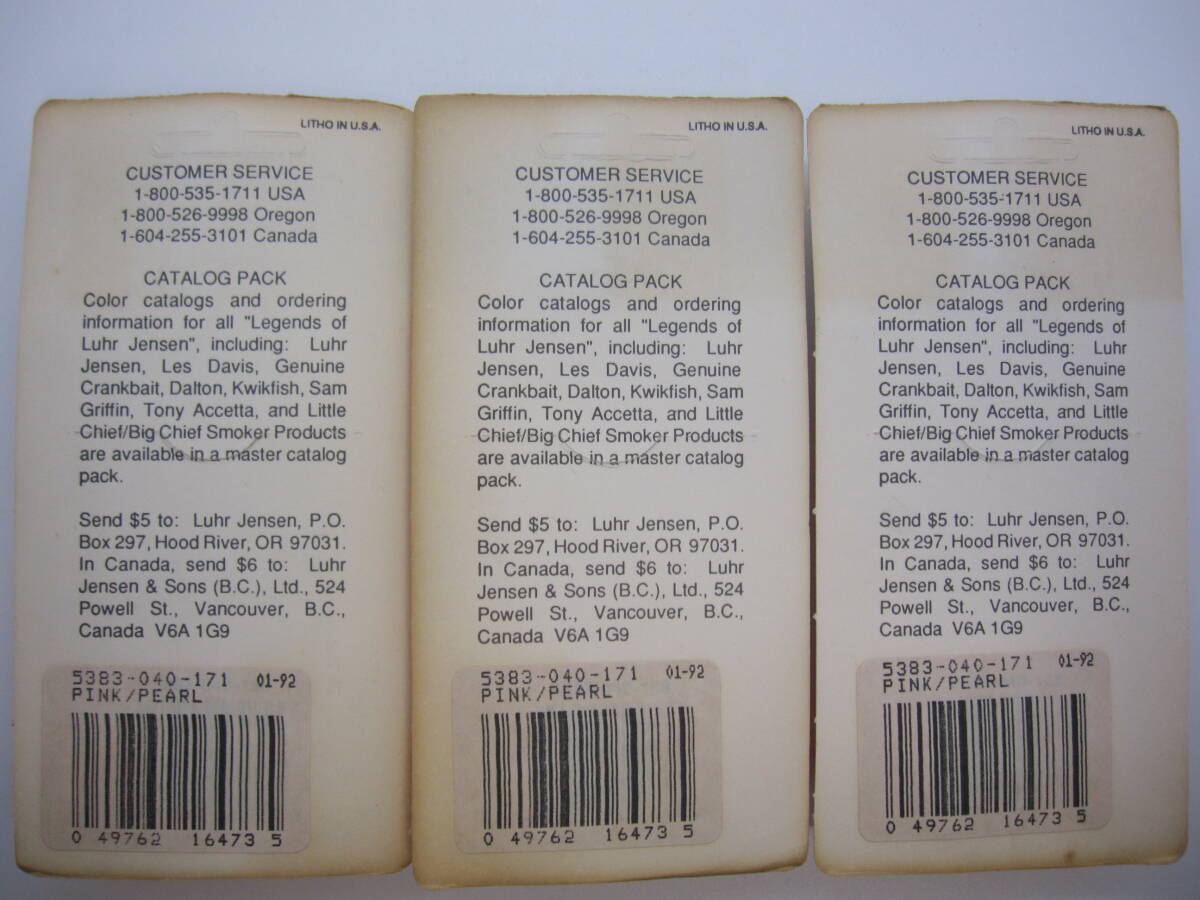 LITHO IN U.S.A.
CUSTOMER SERVICE
1-800-535-1711 USA
1-800-526-9998 Oregon
1-604-255-3101 Canada
CATALOG PACK
Color catalogs and ordering
information for all "Legends of
Luhr Jensen", including: Luhr
Jensen, Les Davis, Genuine
Crankbait, Dalton, Kwikfish, Sam
Griffin, Tony Accetta, and Little
Chief/Big Chief Smoker Products
are available in a master catalog
pack.
Send $5 to: Luhr Jensen, P.O.
Box 297, Hood River, OR 97031.
In Canada, send $6 to: Luhr
Jensen & Sons (B.C.), Ltd., 524
Powell St., Vancouver, B.C.,
Canada V6A 1G9
5383-040-171 01-92
PINK/PEARL
0 49762 16473 5
LITHO IN U.S.A.
CUSTOMER SERVICE
1-800-535-1711 USA
1-800-526-9998 Oregon
1-604-255-3101 Canada
CATALOG PACK
Color catalogs and ordering
information for all "Legends of
Luhr Jensen", including: Luhr
Jensen, Les Davis, Genuine
Crankbait, Dalton, Kwikfish, Sam
Griffin, Tony Accetta, and Little
Chief/Big Chief Smoker Products
are available in a master catalog
pack.
Send $5 to: Luhr Jensen, P.O.
Box 297, Hood River, OR 97031.
In Canada, send $6 to: Luhr
Jensen & Sons (B.C.), Ltd., 524
Powell St., Vancouver, B.C.,
Canada V6A 1G9
5383-040-171 01-92
PINK/PEARL
0 49762 16473 5
LITHO IN U.S.A.
CUSTOMER SERVICE
1-800-535-1711 USA
1-800-526-9998 Oregon
1-604-255-3101 Canada
CATALOG PACK
Color catalogs and ordering
information for all "Legends of
Luhr Jensen", including: Luhr
Jensen, Les Davis, Genuine
Crankbait, Dalton, Kwikfish, Sam
Griffin, Tony Accetta, and Little
Chief/Big Chief Smoker Products
are available in a master catalog
pack.
Send $5 to: Luhr Jensen, P.O.
Box 297, Hood River, OR 97031.
In Canada, send $6 to: Luhr
Jensen & Sons (B.C.), Ltd., 524
Powell St., Vancouver, B.C.,
Canada V6A 1G9
5383-040-171 01-92
PINK/PEARL
0 49762 16473 5